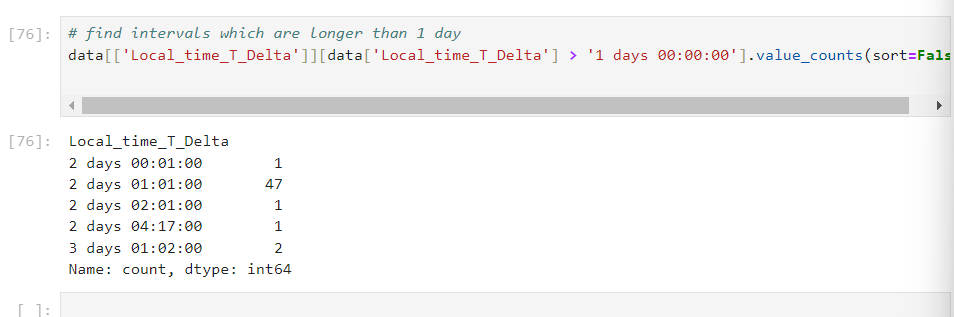 [76]:
# find intervals which are longer than 1 day
data[['Local_time_T_Delta']][data['Local_time_T_Delta'] > '1 days 00:00:00'].value_counts(sort=Fals
[76]:
Local_time_T_Delta
2 days 00:01:00 1
2 days 01:01:00 47
2 days 02:01:00 1
2 days 04:17:00 1
3 days 01:02:00 2
Name: count, dtype: int64
[ ]: